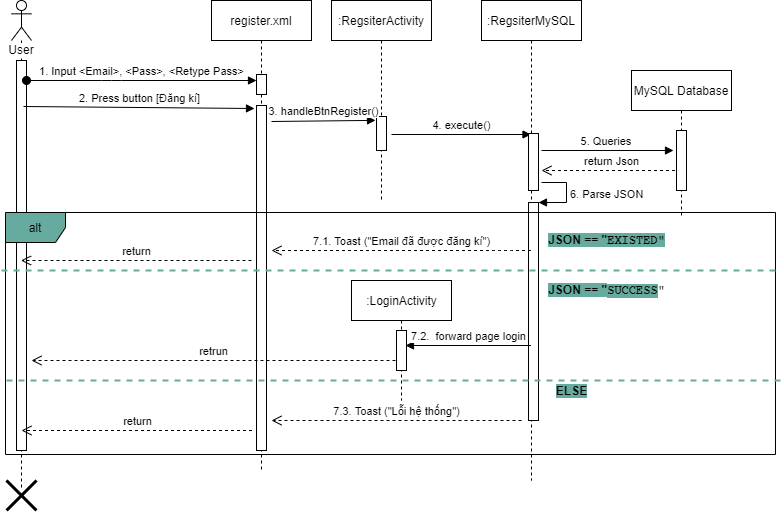 register.xml
:RegsiterActivity
:RegsiterMySQL
User
1. Input <Email>, <Pass>, <Retype Pass>
MySQL Database
2. Press button [Đăng kí]
3. handleBtnRegister()
4. execute()
5. Queries
return Json
6. Parse JSON
alt
7.1. Toast ("Email đã được đăng kí")
JSON == "EXISTED"
return
JSON == "SUCCESS"
:LoginActivity
7.2. forward page login
retrun
ELSE
7.3. Toast ("Lỗi hệ thống")
return